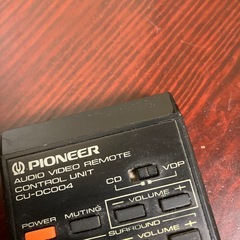 PIONEER
AUDIO VIDEO REMOTE
CONTROL UNIT
CU-DC004
CD VDP
POWER MUTING - VOLUME +
SURROUND
- VOLUME +